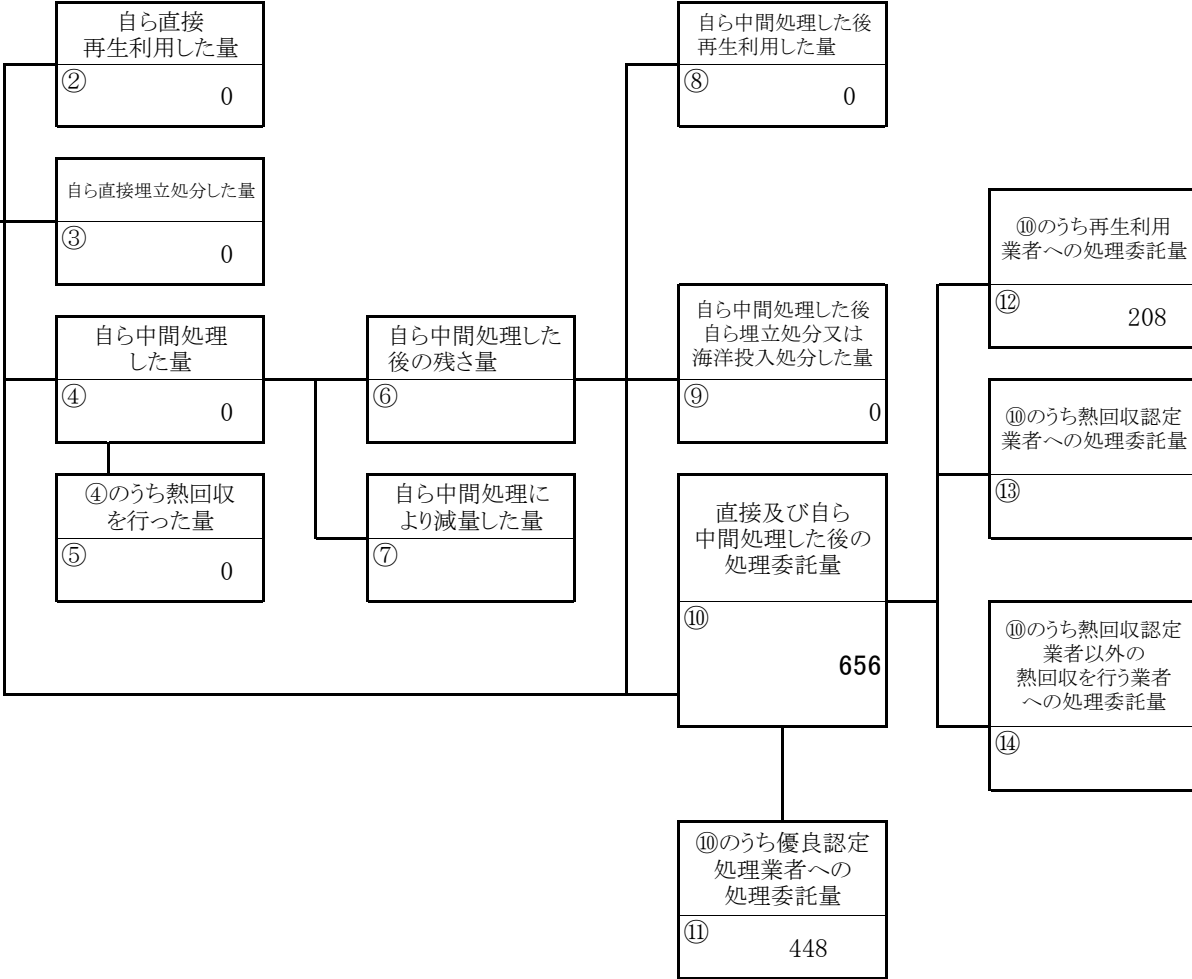 自ら直接
再生利用した量
②
0
自ら直接埋立処分した量
③
0
自ら中間処理
した量
④
0
④のうち熱回収
を行った量
⑤
0
自ら中間処理した
後の残さ量
⑥
自ら中間処理に
より減量した量
⑦
自ら中間処理した後
再生利用した量
⑧
0
自ら中間処理した後
自ら埋立処分又は
海洋投入処分した量
⑨
0
直接及び自ら
中間処理した後の
処理委託量
⑩
656
⑩のうち優良認定
処理業者への
処理委託量
⑪
448
⑩のうち再生利用
業者への処理委託量
⑫
208
⑩のうち熱回収認定
業者への処理委託量
⑬
⑩のうち熱回収認定
業者以外の
熱回収を行う業者
への処理委託量
⑭